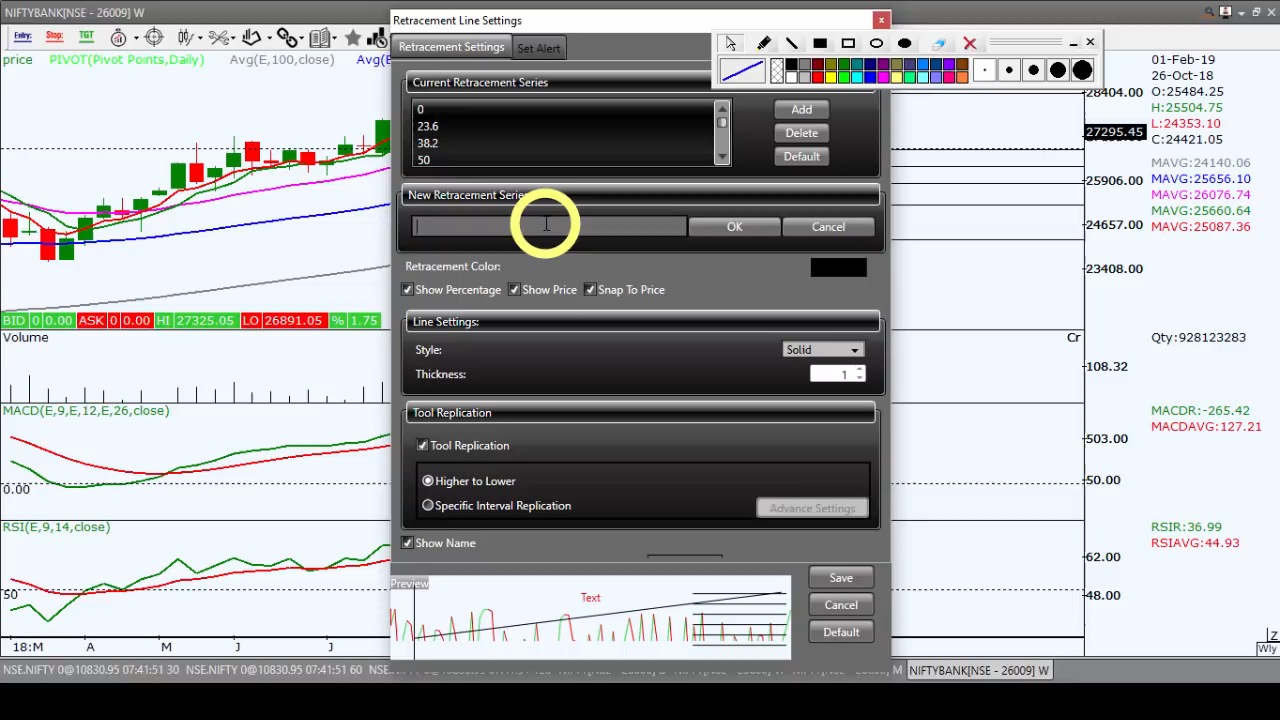 NIFTYBANK[NSE - 26009] W
Entry: Stop: TGT
price PIVOT(Pivot Points,Daily) Avg(E,100,close)
BID 0 0.00 ASK 0 0.00 HI 27325.05 LO 26891.05 % 1.75
Volume
MACD(E,9,E,12,E,26,close)
0.00
RSI(E,9,14,close)
50
18:M A M J J
Retracement Line Settings
Retracement Settings Set Alert
Current Retracement Series
0
23.6
38.2
50
Add
Delete
Default
New Retracement Series
OK Cancel
Retracement Color:
Show Percentage Show Price Snap To Price
Line Settings:
Style: Solid
Thickness: 1
Tool Replication
Tool Replication
Higher to Lower
Specific Interval Replication
Advance Settings
Show Name
Preview
Text
Save
Cancel
Default
28404.00
27295.45
25906.00
24657.00
23408.00
Cr
108.32
503.00
50.00
62.00
48.00
01-Feb-19
26-Oct-18
O:25484.25
H:25504.75
L:24353.10
C:24421.05
MAVG:24140.06
MAVG:25656.10
MAVG:26076.74
MAVG:25660.64
MAVG:25087.36
Qty:928123283
MACDR:-265.42
MACDAVG:127.21
RSIR:36.99
RSIAVG:44.93
Z
Wly
NSE.NIFTY 0@10830.95 07:41:51 30 NSE.NIFTY 0@10830.95 07:41:51 60 NIFTYBANK[NSE - 26009] W